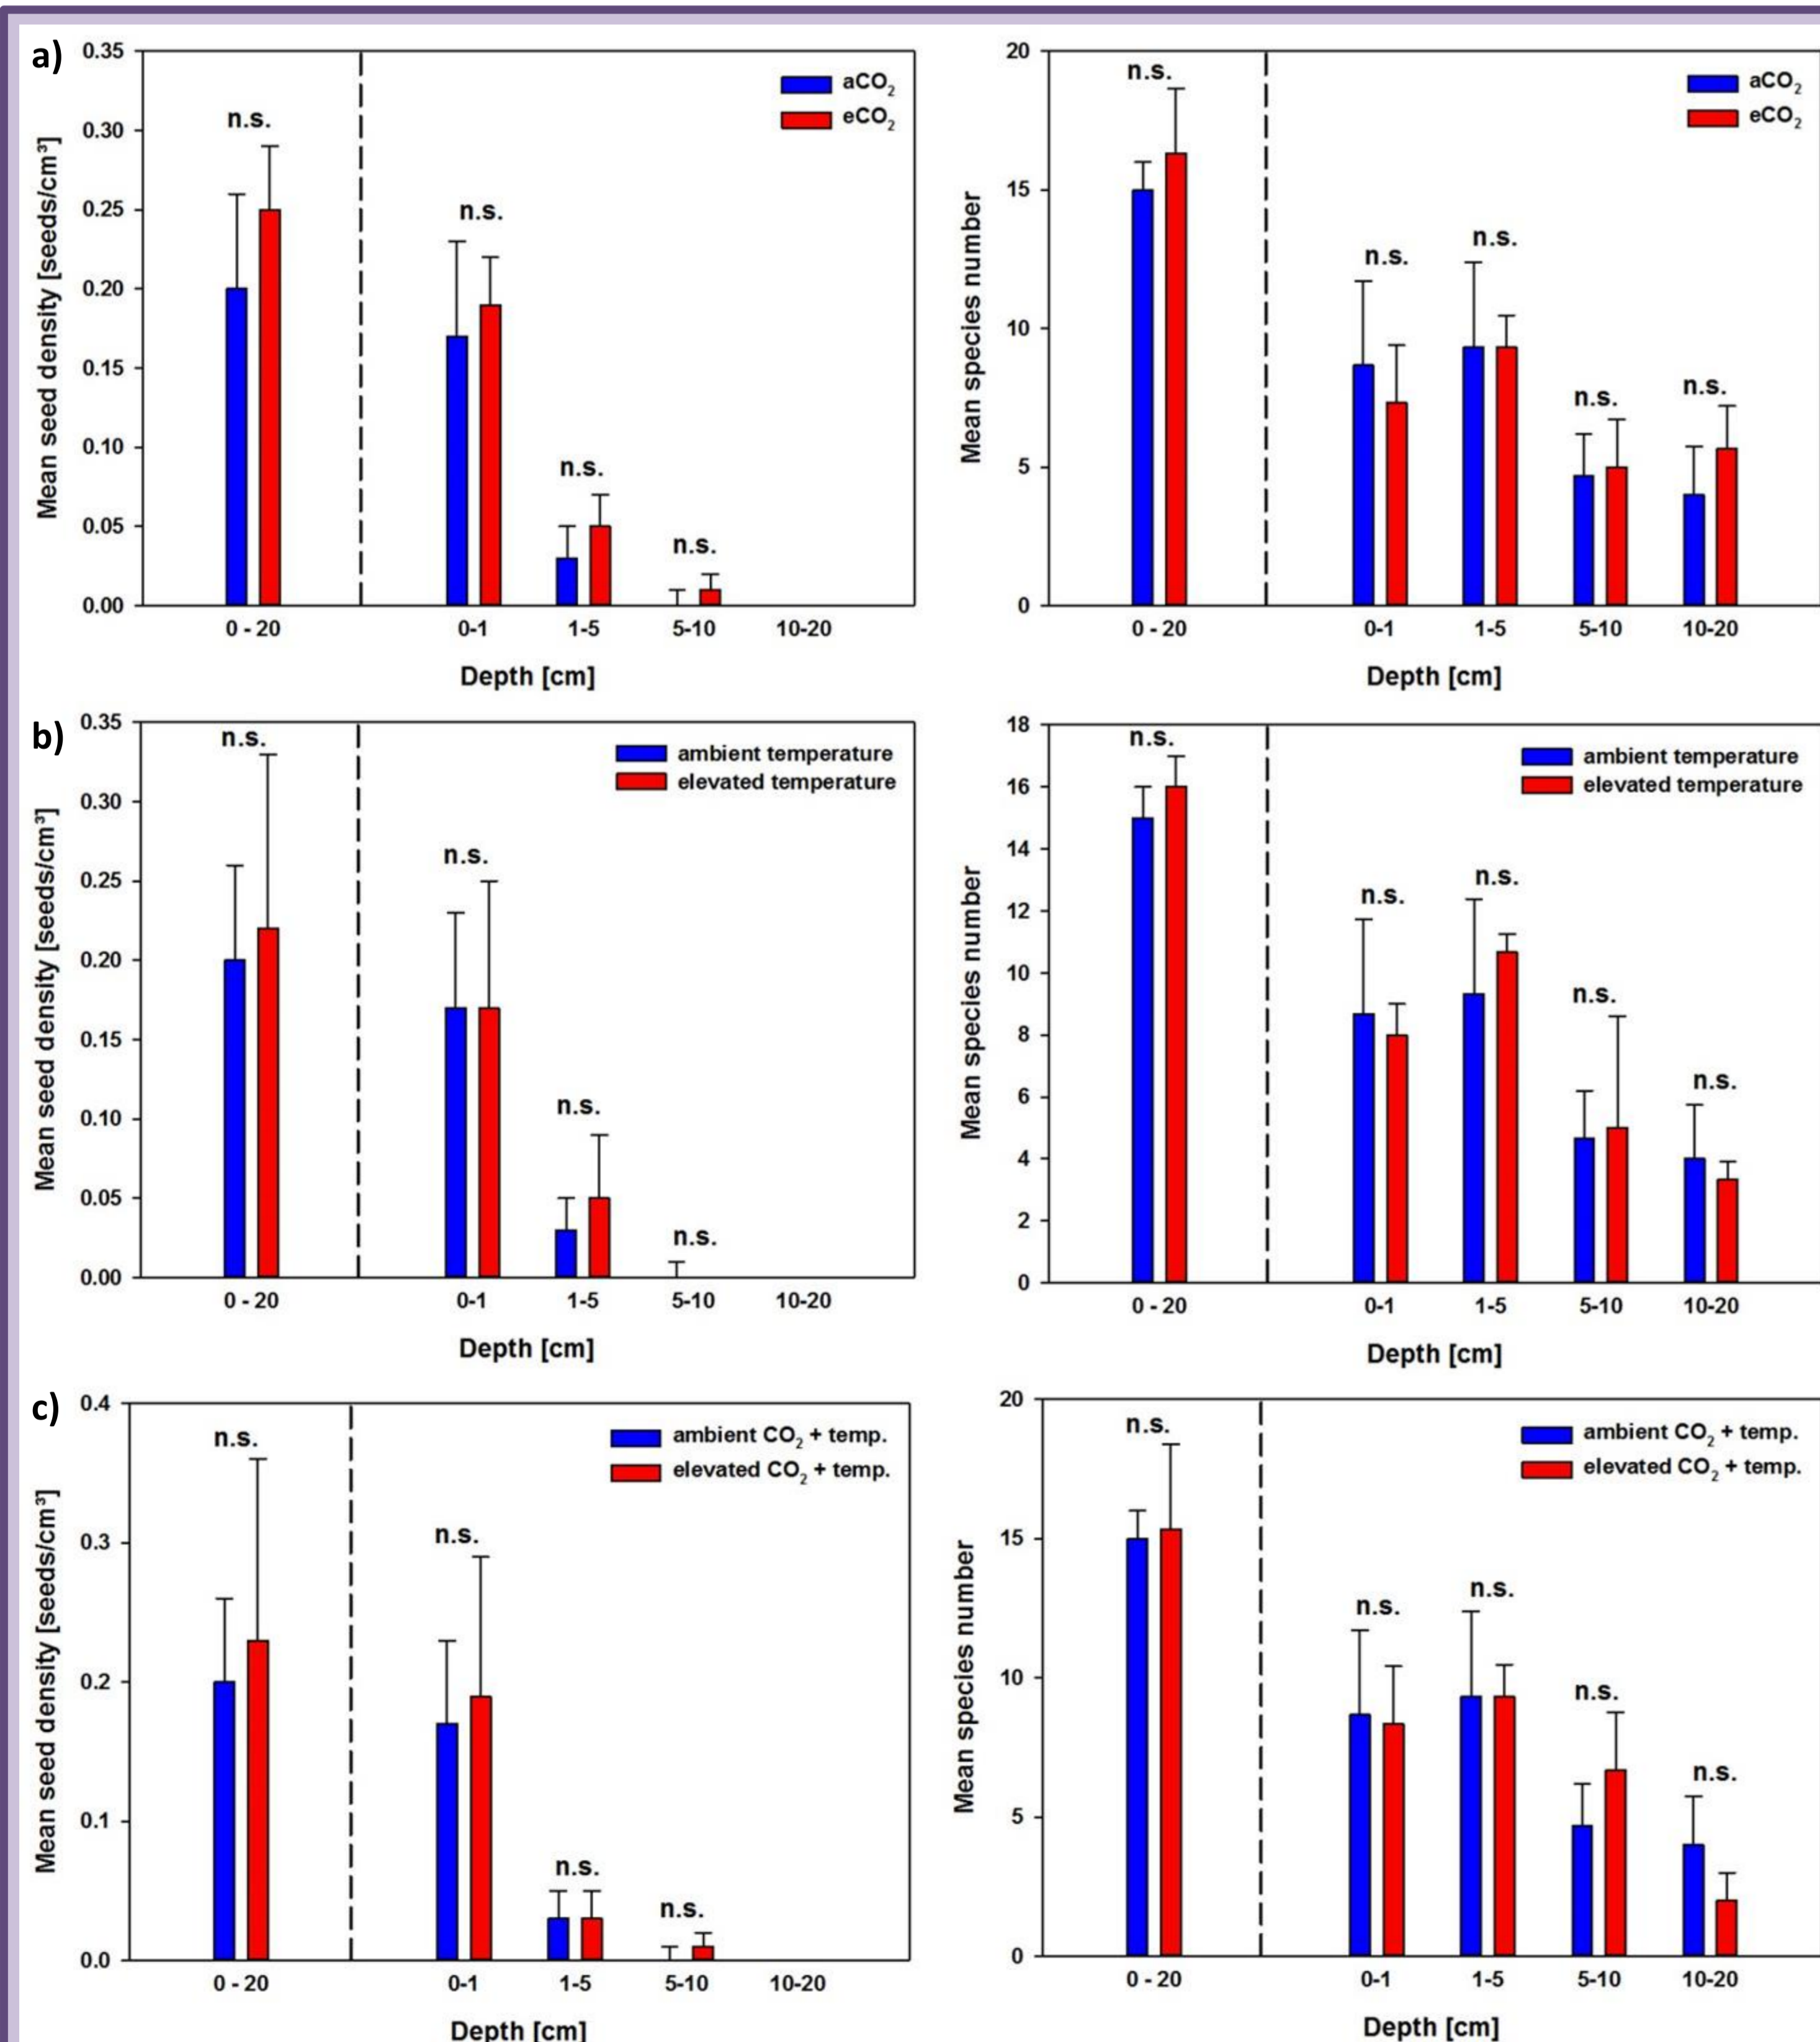 a)
0.35
0.30
0.25
0.20
0.15
0.10
0.05
0.00
Mean seed density [seeds/cm³]
aCO₂
eCO₂
n.s.
n.s.
n.s.
n.s.
0 - 20 0-1 1-5 5-10 10-20
Depth [cm]
20
15
10
5
0
Mean species number
aCO₂
eCO₂
n.s.
n.s.
n.s.
n.s.
n.s.
0 - 20 0-1 1-5 5-10 10-20
Depth [cm]
b)
0.35
0.30
0.25
0.20
0.15
0.10
0.05
0.00
Mean seed density [seeds/cm³]
ambient temperature
elevated temperature
n.s.
n.s.
n.s.
n.s.
0 - 20 0-1 1-5 5-10 10-20
Depth [cm]
18
16
14
12
10
8
6
4
2
0
Mean species number
ambient temperature
elevated temperature
n.s.
n.s.
n.s.
n.s.
n.s.
0 - 20 0-1 1-5 5-10 10-20
Depth [cm]
c)
0.4
0.3
0.2
0.1
0.0
Mean seed density [seeds/cm³]
ambient CO₂ + temp.
elevated CO₂ + temp.
n.s.
n.s.
n.s.
n.s.
0 - 20 0-1 1-5 5-10 10-20
Depth [cm]
20
15
10
5
0
Mean species number
ambient CO₂ + temp.
elevated CO₂ + temp.
n.s.
n.s.
n.s.
n.s.
n.s.
0 - 20 0-1 1-5 5-10 10-20
Depth [cm]